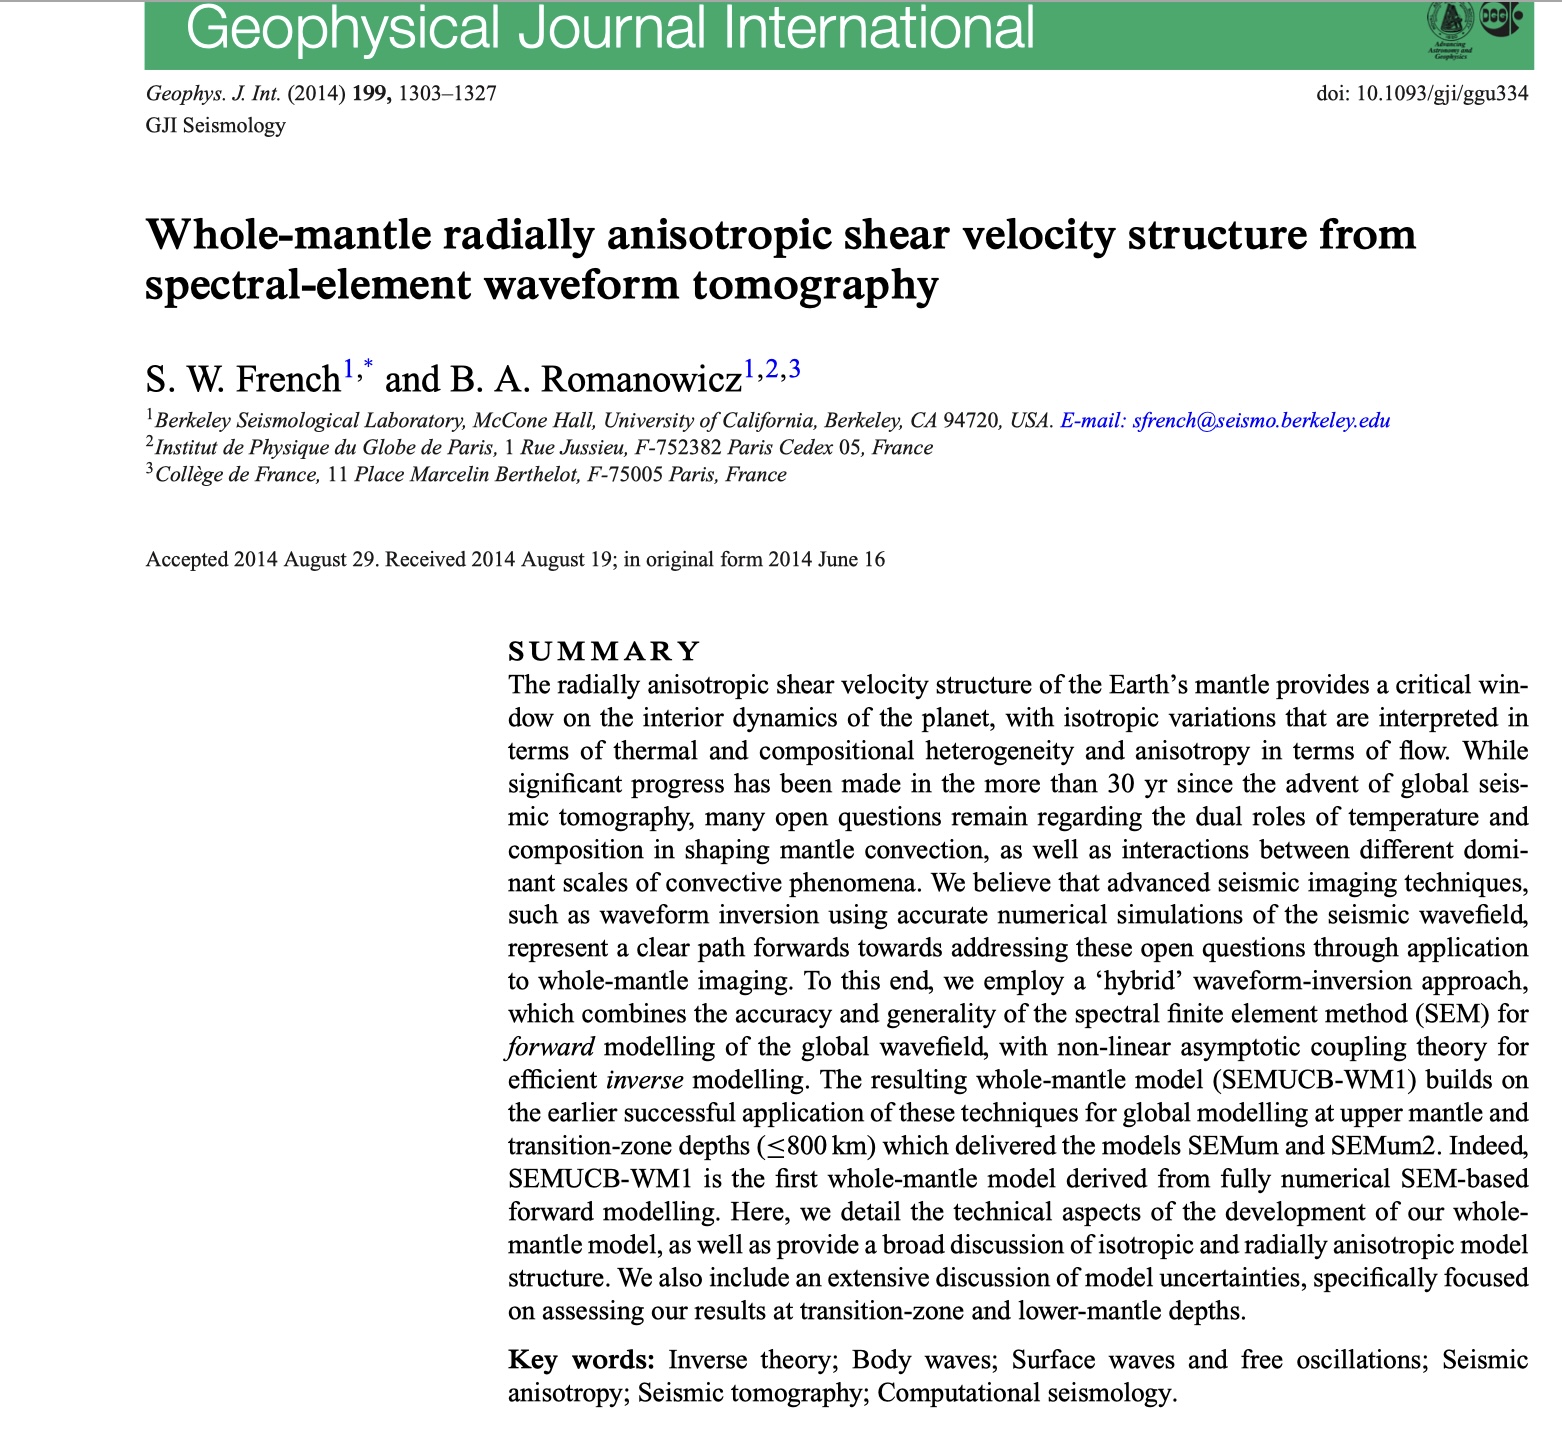 Geophysical Journal International
Advancing
Astronomy and
Geophysics
DGG
Geophys. J. Int. (2014) 199, 1303–1327
doi: 10.1093/gji/ggu334
GJI Seismology
Whole-mantle radially anisotropic shear velocity structure from
spectral-element waveform tomography
S. W. French1,* and B. A. Romanowicz1,2,3
1Berkeley Seismological Laboratory, McCone Hall, University of California, Berkeley, CA 94720, USA. E-mail: sfrench@seismo.berkeley.edu
2Institut de Physique du Globe de Paris, 1 Rue Jussieu, F-752382 Paris Cedex 05, France
3Collège de France, 11 Place Marcelin Berthelot, F-75005 Paris, France
Accepted 2014 August 29. Received 2014 August 19; in original form 2014 June 16
SUMMARY
The radially anisotropic shear velocity structure of the Earth’s mantle provides a critical win-
dow on the interior dynamics of the planet, with isotropic variations that are interpreted in
terms of thermal and compositional heterogeneity and anisotropy in terms of flow. While
significant progress has been made in the more than 30 yr since the advent of global seis-
mic tomography, many open questions remain regarding the dual roles of temperature and
composition in shaping mantle convection, as well as interactions between different domi-
nant scales of convective phenomena. We believe that advanced seismic imaging techniques,
such as waveform inversion using accurate numerical simulations of the seismic wavefield,
represent a clear path forwards towards addressing these open questions through application
to whole-mantle imaging. To this end, we employ a ‘hybrid’ waveform-inversion approach,
which combines the accuracy and generality of the spectral finite element method (SEM) for
forward modelling of the global wavefield, with non-linear asymptotic coupling theory for
efficient inverse modelling. The resulting whole-mantle model (SEMUCB-WM1) builds on
the earlier successful application of these techniques for global modelling at upper mantle and
transition-zone depths (≤800 km) which delivered the models SEMum and SEMum2. Indeed,
SEMUCB-WM1 is the first whole-mantle model derived from fully numerical SEM-based
forward modelling. Here, we detail the technical aspects of the development of our whole-
mantle model, as well as provide a broad discussion of isotropic and radially anisotropic model
structure. We also include an extensive discussion of model uncertainties, specifically focused
on assessing our results at transition-zone and lower-mantle depths.
Key words: Inverse theory; Body waves; Surface waves and free oscillations; Seismic
anisotropy; Seismic tomography; Computational seismology.